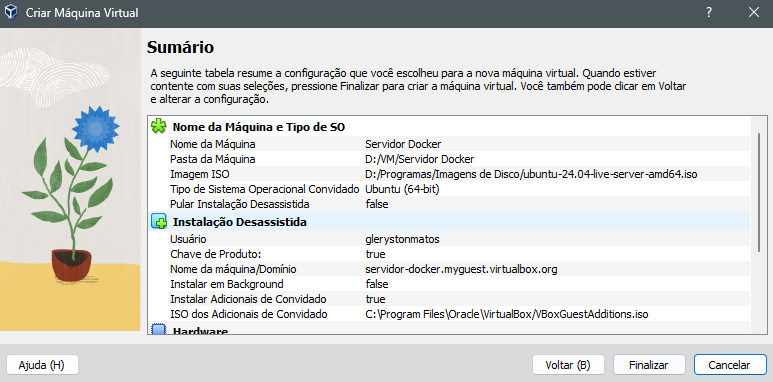 Criar Máquina Virtual
Sumário
A seguinte tabela resume a configuração que você escolheu para a nova máquina virtual. Quando estiver
contente com suas seleções, pressione Finalizar para criar a máquina virtual. Você também pode clicar em Voltar
e alterar a configuração.
Nome da Máquina e Tipo de SO
Nome da Máquina Servidor Docker
Pasta da Máquina D:/VM/Servidor Docker
Imagem ISO D:/Programas/Imagens de Disco/ubuntu-24.04-live-server-amd64.iso
Tipo de Sistema Operacional Convidado Ubuntu (64-bit)
Pular Instalação Desassistida false
Instalação Desassistida
Usuário glerystonmatos
Chave de Produto: true
Nome da máquina/Domínio servidor-docker.myguest.virtualbox.org
Instalar em Background false
Instalar Adicionais de Convidado true
ISO dos Adicionais de Convidado C:\Program Files\Oracle\VirtualBox/VBoxGuestAdditions.iso
Hardware
Ajuda (H) Voltar (B) Finalizar Cancelar